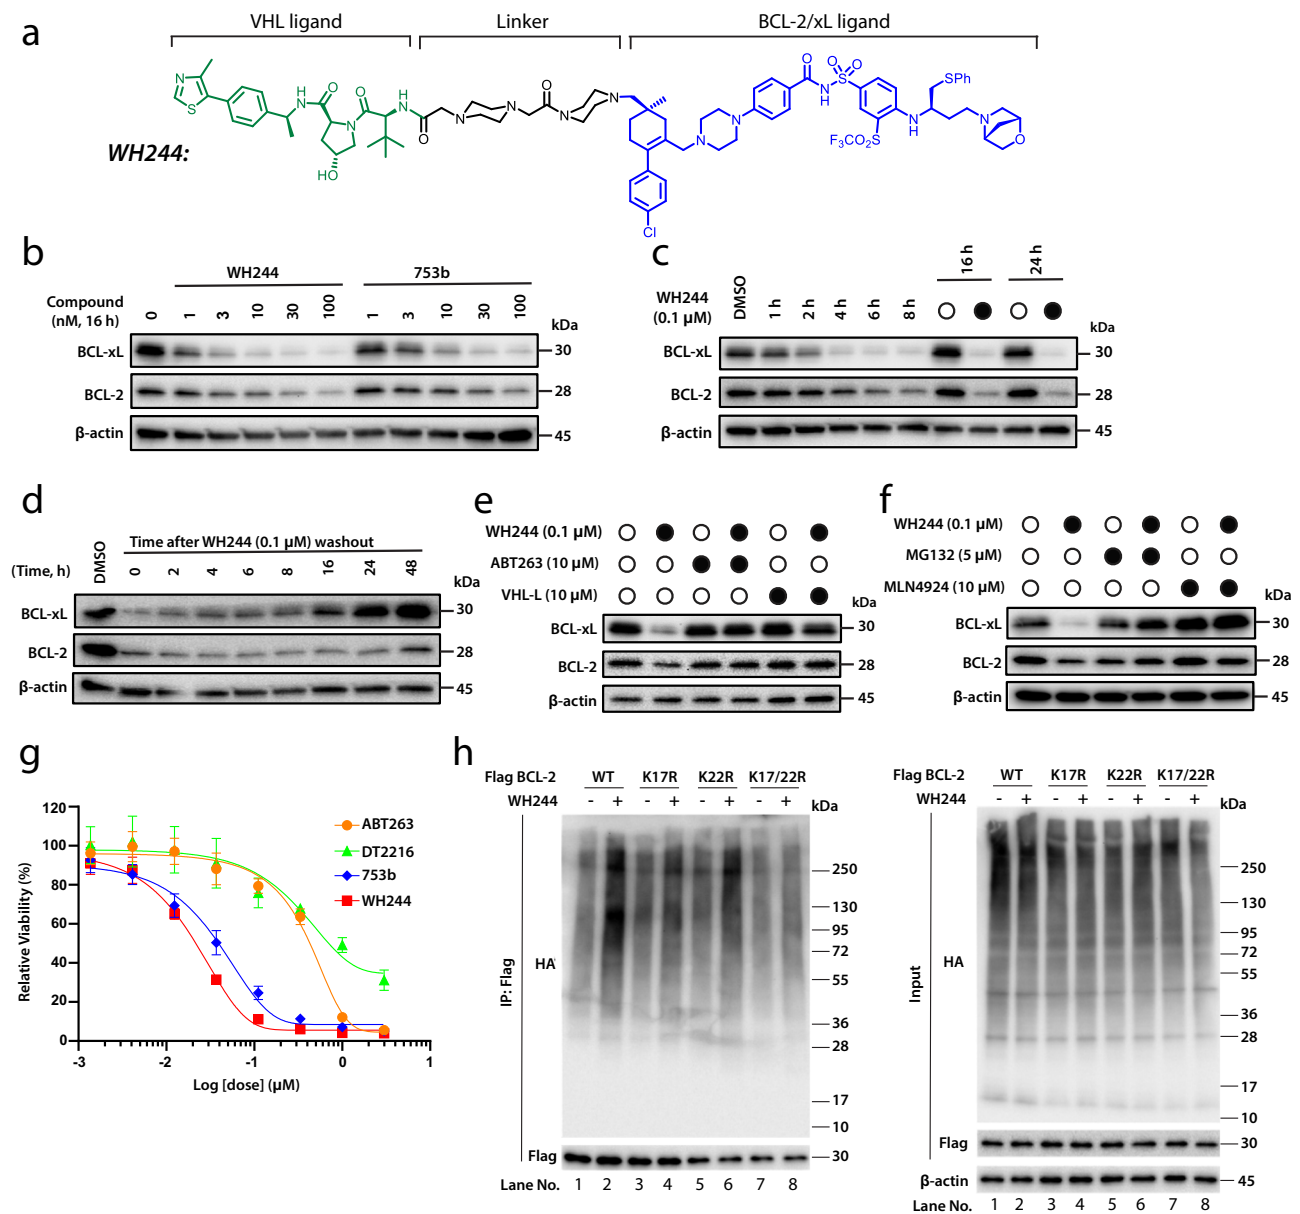 a
VHL ligand Linker BCL-2/xL ligand
N
S
N
H
O
HO
O
N
H
N
O
N
N
O
N
N
N
O
N
H
O O
S
F₃CO₂S
N
H
SPh
N
O
Cl
WH244:
b
WH244 753b
Compound
(nM, 16 h) 0 1 3 10 30 100 1 3 10 30 100
kDa
BCL-xL 30
BCL-2 28
β-actin 45
c
16 h 24 h
WH244
(0.1 µM) DMSO 1 h 2 h 4 h 6 h 8 h
kDa
BCL-xL 30
BCL-2 28
β-actin 45
d
Time after WH244 (0.1 µM) washout
(Time, h) DMSO 0 2 4 6 8 16 24 48
kDa
BCL-xL 30
BCL-2 28
β-actin 45
e
WH244 (0.1 µM)
ABT263 (10 µM)
VHL-L (10 µM)
kDa
BCL-xL 30
BCL-2 28
β-actin 45
f
WH244 (0.1 µM)
MG132 (5 µM)
MLN4924 (10 µM)
kDa
BCL-xL 30
BCL-2 28
β-actin 45
g
Relative Viability (%)
120
100
80
60
40
20
0
-3 -2 -1 0 1
Log [dose] (µM)
ABT263
DT2216
753b
WH244
h
Flag BCL-2 WT K17R K22R K17/22R
WH244 - + - + - + - +
kDa
IP: Flag
HA
250
130
95
72
55
36
28
17
10
Flag 30
Lane No. 1 2 3 4 5 6 7 8
Flag BCL-2 WT K17R K22R K17/22R
WH244 - + - + - + - +
kDa
Input
HA
250
130
95
72
55
36
28
17
10
Flag 30
β-actin 45
Lane No. 1 2 3 4 5 6 7 8